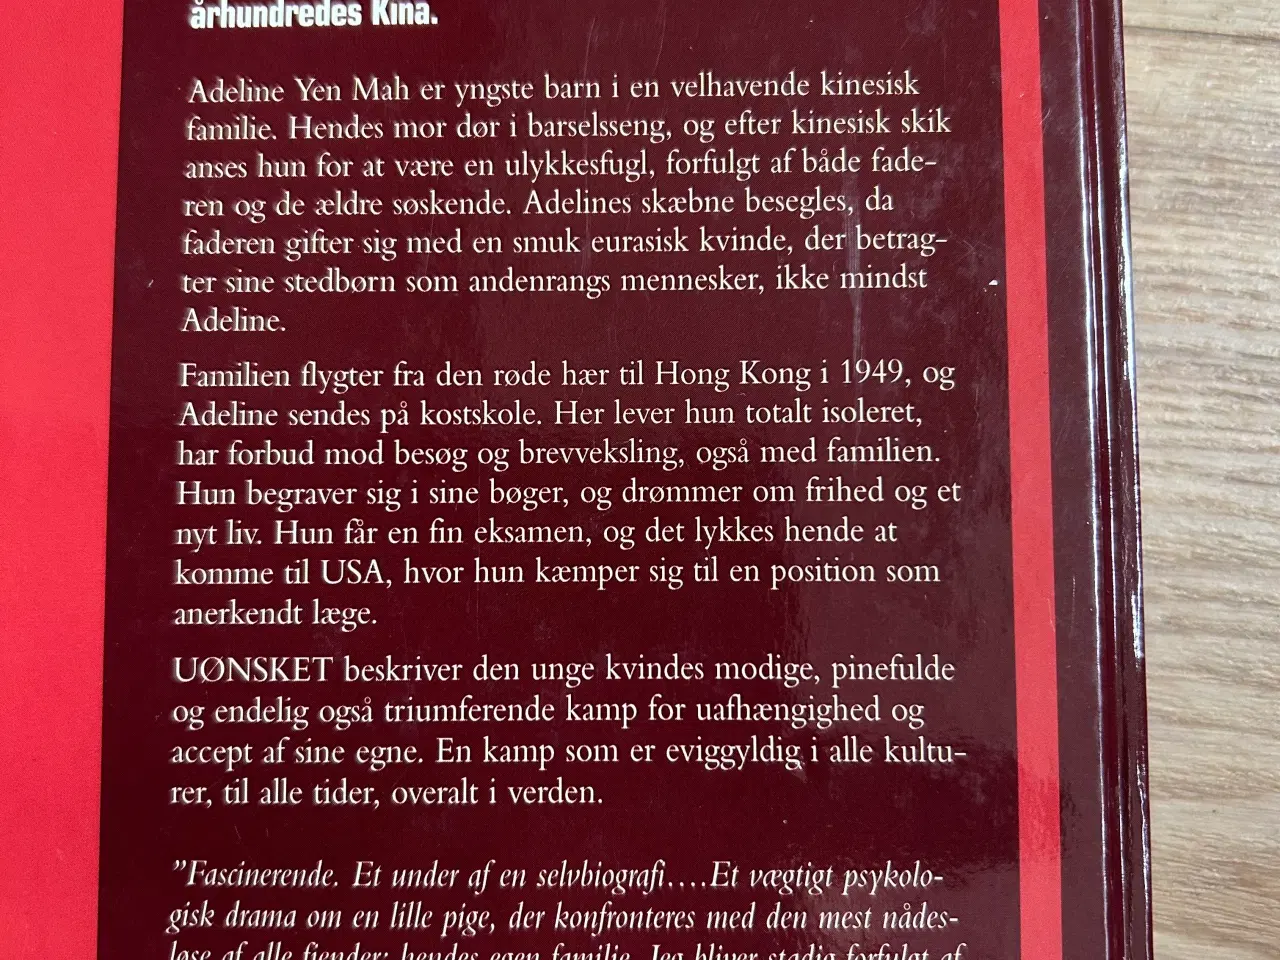 århundredes Kina.
Adeline Yen Mah er yngste barn i en velhavende kinesisk
familie. Hendes mor dør i barselsseng, og efter kinesisk skik
anses hun for at være en ulykkesfugl, forfulgt af både fade-
ren og de ældre søskende. Adelines skæbne besegles, da
faderen gifter sig med en smuk eurasisk kvinde, der betrag-
ter sine stedbørn som andenrangs mennesker, ikke mindst
Adeline.
Familien flygter fra den røde hær til Hong Kong i 1949, og
Adeline sendes på kostskole. Her lever hun totalt isoleret,
har forbud mod besøg og brevveksling, også med familien.
Hun begraver sig i sine bøger, og drømmer om frihed og et
nyt liv. Hun får en fin eksamen, og det lykkes hende at
komme til USA, hvor hun kæmper sig til en position som
anerkendt læge.
UØNSKET beskriver den unge kvindes modige, pinefulde
og endelig også triumferende kamp for uafhængighed og
accept af sine egne. En kamp som er eviggyldig i alle kultu-
rer, til alle tider, overalt i verden.
"Fascinerende. Et under af en selvbiografi....Et vægtigt psykolo-
gisk drama om en lille pige, der konfronteres med den mest nådes-
løse af alle fjender: hendes egen familie. Jeg bliver stadig forfulgt af